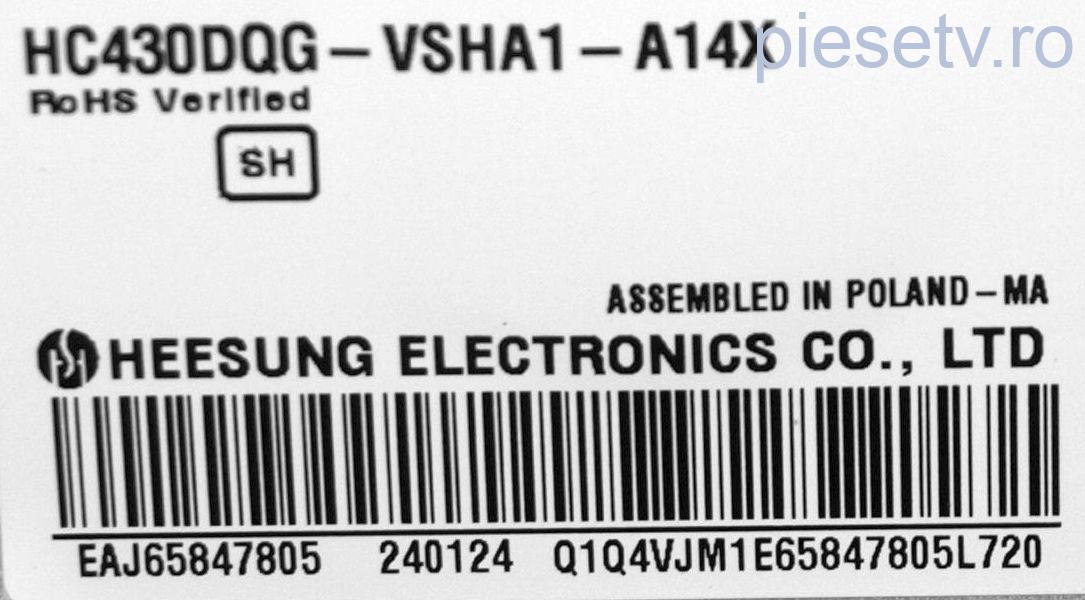 HC430DQG-VSHA1-A14X
piesetv.ro
RoHS Verified
SH
ASSEMBLED IN POLAND-MA
HEESUNG ELECTRONICS CO., LTD
EAJ65847805 240124 Q1Q4VJM1E65847805L720